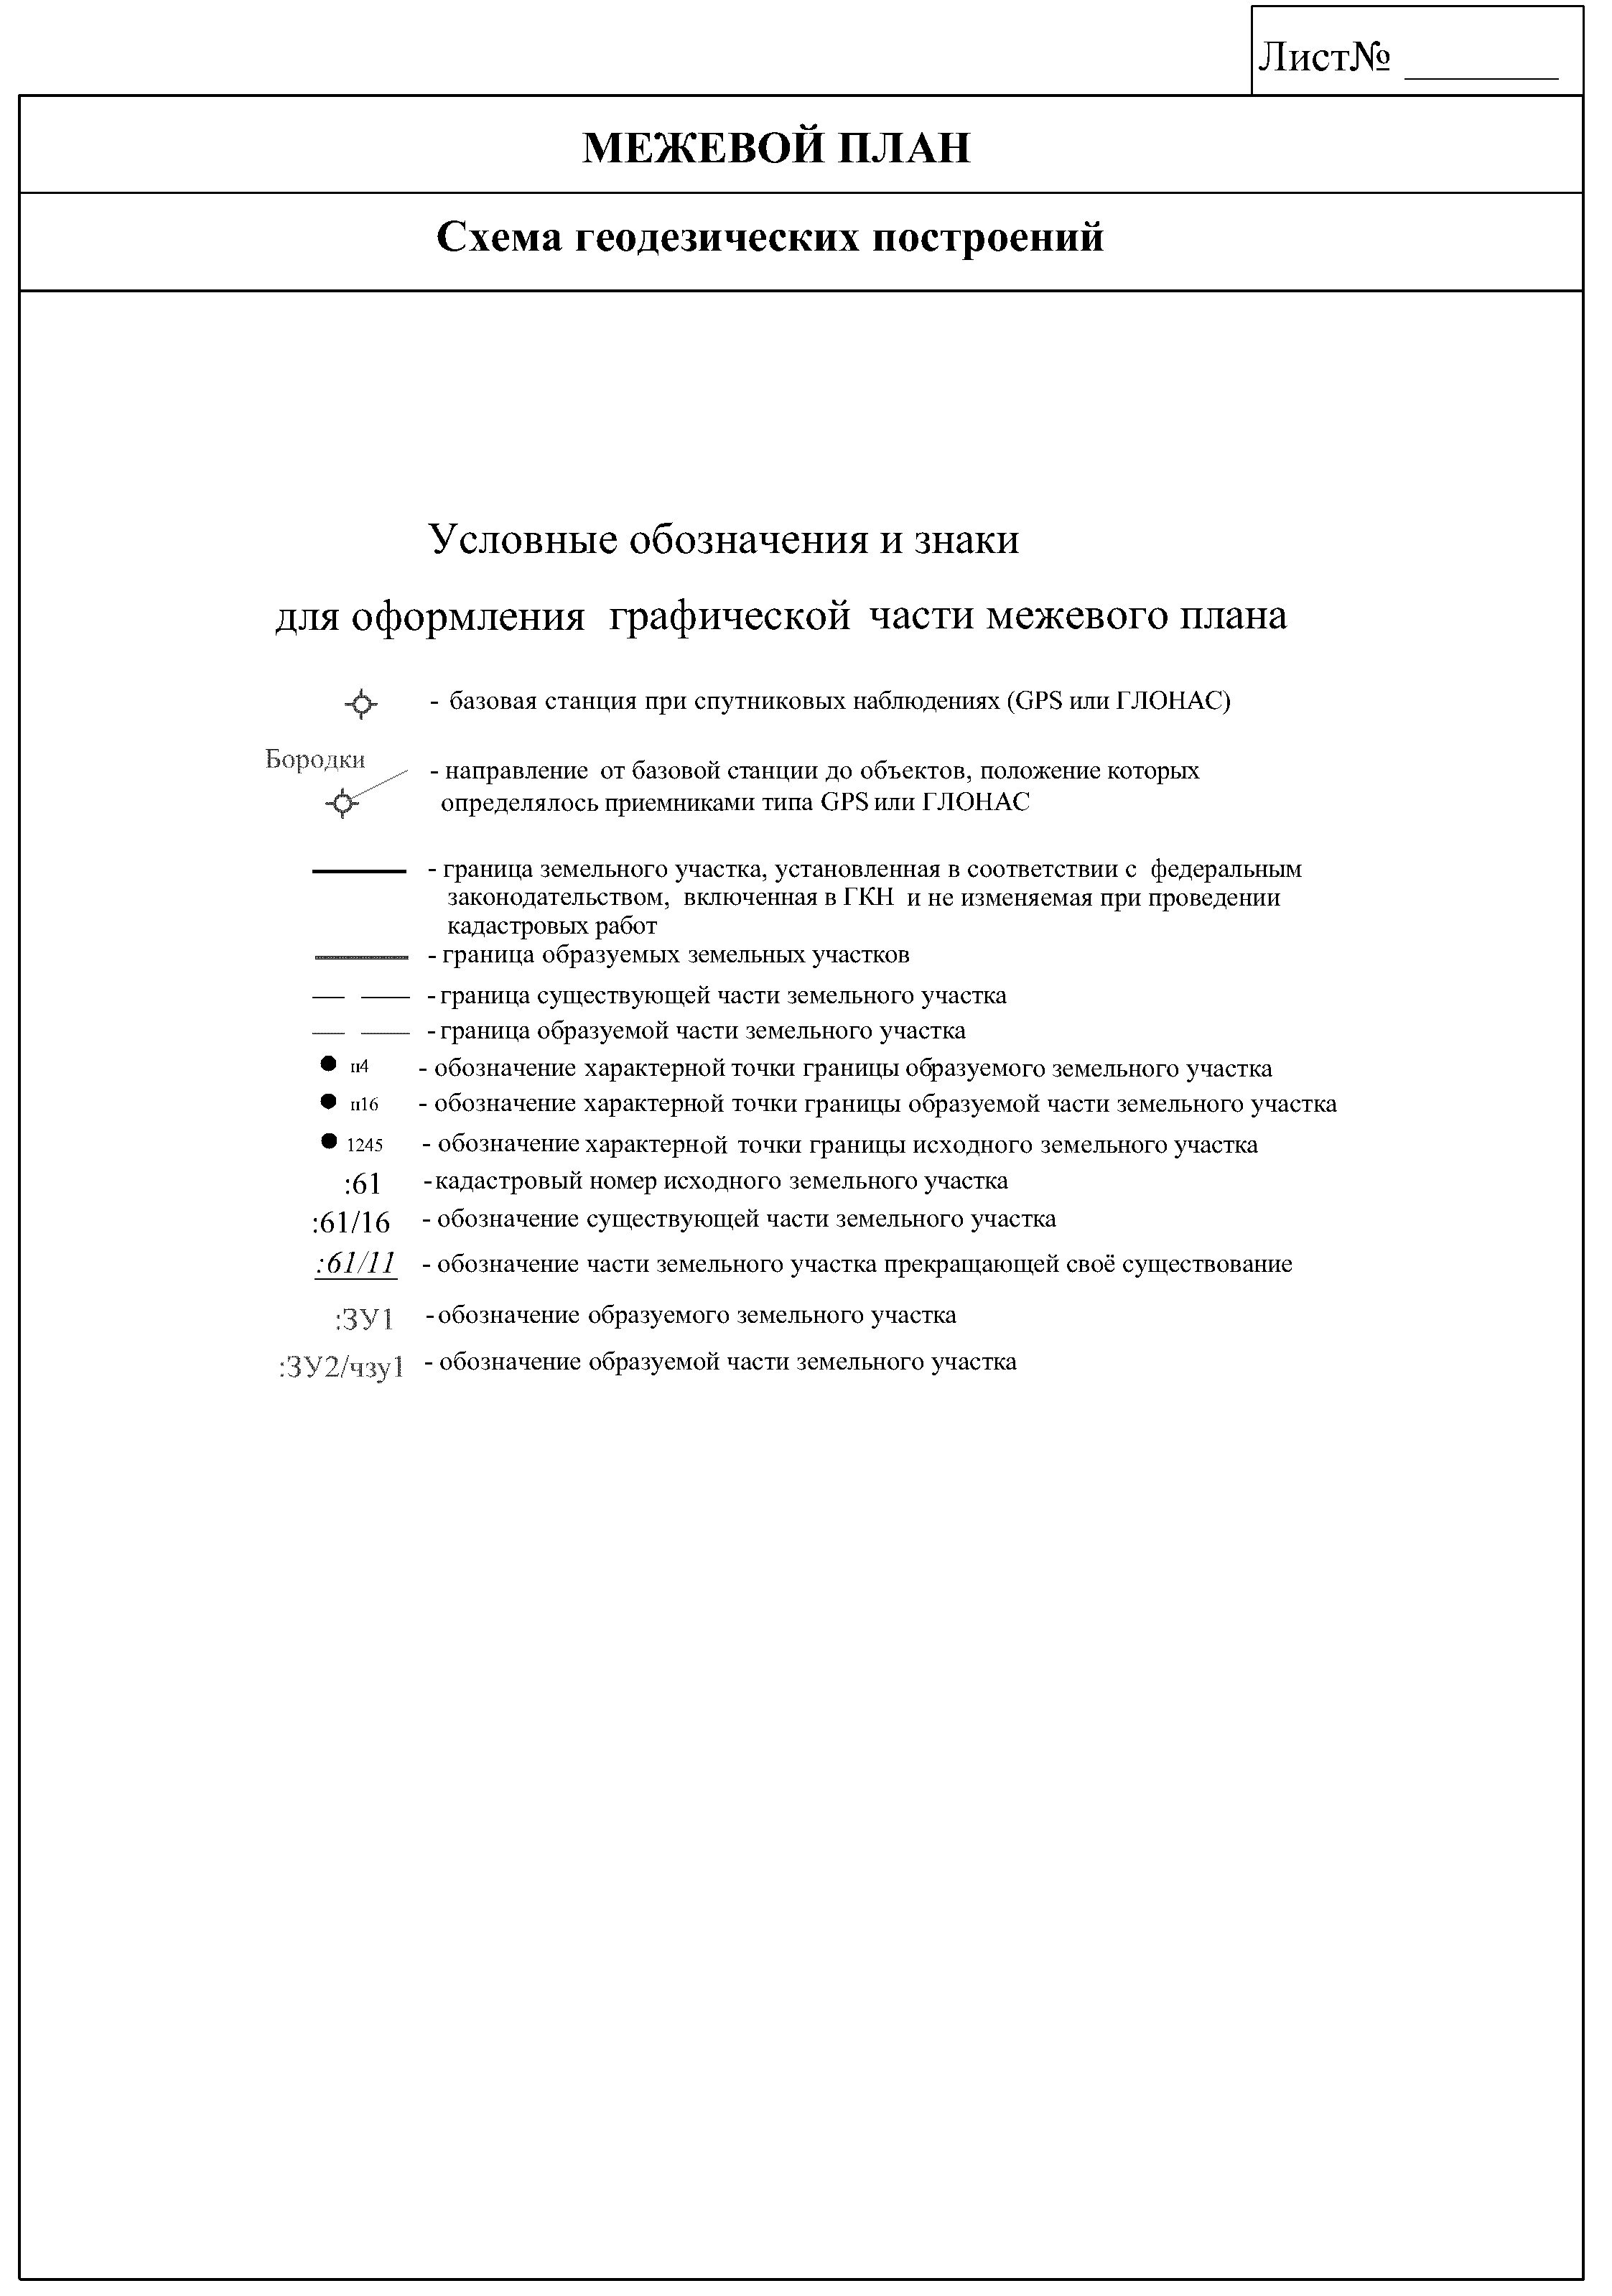 Лист№ ________
МЕЖЕВОЙ ПЛАН
Схема геодезических построений
Условные обозначения и знаки
для оформления графической части межевого плана
- базовая станция при спутниковых наблюдениях (GPS или ГЛОНАС)
Бородки
- направление от базовой станции до объектов, положение которых
определялось приемниками типа GPS или ГЛОНАС
- граница земельного участка, установленная в соответствии с федеральным
законодательством, включенная в ГКН и не изменяемая при проведении
кадастровых работ
- граница образуемых земельных участков
- граница существующей части земельного участка
- граница образуемой части земельного участка
н4 - обозначение характерной точки границы образуемого земельного участка
н16 - обозначение характерной точки границы образуемой части земельного участка
1245 - обозначение характерной точки границы исходного земельного участка
:61 -кадастровый номер исходного земельного участка
:61/16 - обозначение существующей части земельного участка
:61/11 - обозначение части земельного участка прекращающей своё существование
:ЗУ1 -обозначение образуемого земельного участка
:ЗУ2/чзу1 - обозначение образуемой части земельного участка